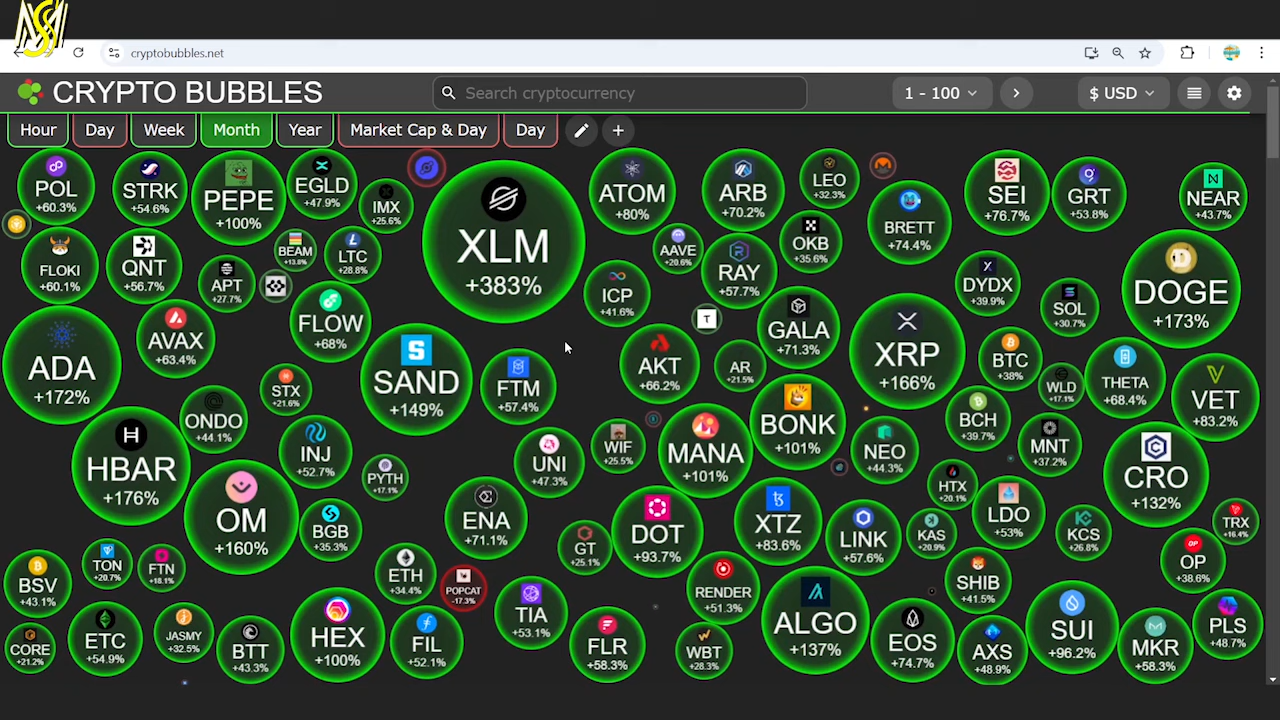 MS
cryptobubbles.net
CRYPTO BUBBLES
Search cryptocurrency
1 - 100
$ USD
Hour
Day
Week
Month
Year
Market Cap & Day
Day
POL
+60.3%
STRK
+54.6%
PEPE
+100%
EGLD
+47.9%
IMX
+25.6%
XLM
+383%
ATOM
+80%
ARB
+70.2%
LEO
+32.3%
BRETT
+74.4%
SEI
+76.7%
GRT
+53.8%
NEAR
+43.7%
FLOKI
+60.1%
QNT
+56.7%
APT
+27.7%
BEAM
+13.8%
LTC
+28.8%
FLOW
+68%
ICP
+41.6%
AAVE
+20.6%
RAY
+57.7%
OKB
+35.6%
DYDX
+39.9%
SOL
+30.7%
DOGE
+173%
ADA
+172%
AVAX
+63.4%
STX
+21.6%
SAND
+149%
FTM
+57.4%
T
AKT
+66.2%
AR
+21.5%
GALA
+71.3%
XRP
+166%
BTC
+38%
WLD
+17.1%
THETA
+68.4%
VET
+83.2%
HBAR
+176%
ONDO
+44.1%
INJ
+52.7%
PYTH
+17.1%
UNI
+47.3%
WIF
+25.5%
MANA
+101%
BONK
+101%
NEO
+44.3%
BCH
+39.7%
MNT
+37.2%
CRO
+132%
OM
+160%
BGB
+35.3%
ENA
+71.1%
GT
+25.1%
DOT
+93.7%
XTZ
+83.6%
LINK
+57.6%
KAS
+20.9%
HTX
+20.1%
LDO
+53%
KCS
+26.8%
TRX
+16.4%
OP
+38.6%
BSV
+43.1%
TON
+20.7%
FTN
+18.1%
ETH
+34.4%
POPCAT
-17.3%
TIA
+53.1%
RENDER
+51.3%
SHIB
+41.5%
CORE
+21.2%
ETC
+54.9%
JASMY
+32.5%
BTT
+43.3%
HEX
+100%
FIL
+52.1%
FLR
+58.3%
WBT
+28.3%
ALGO
+137%
EOS
+74.7%
AXS
+48.9%
SUI
+96.2%
MKR
+58.3%
PLS
+48.7%